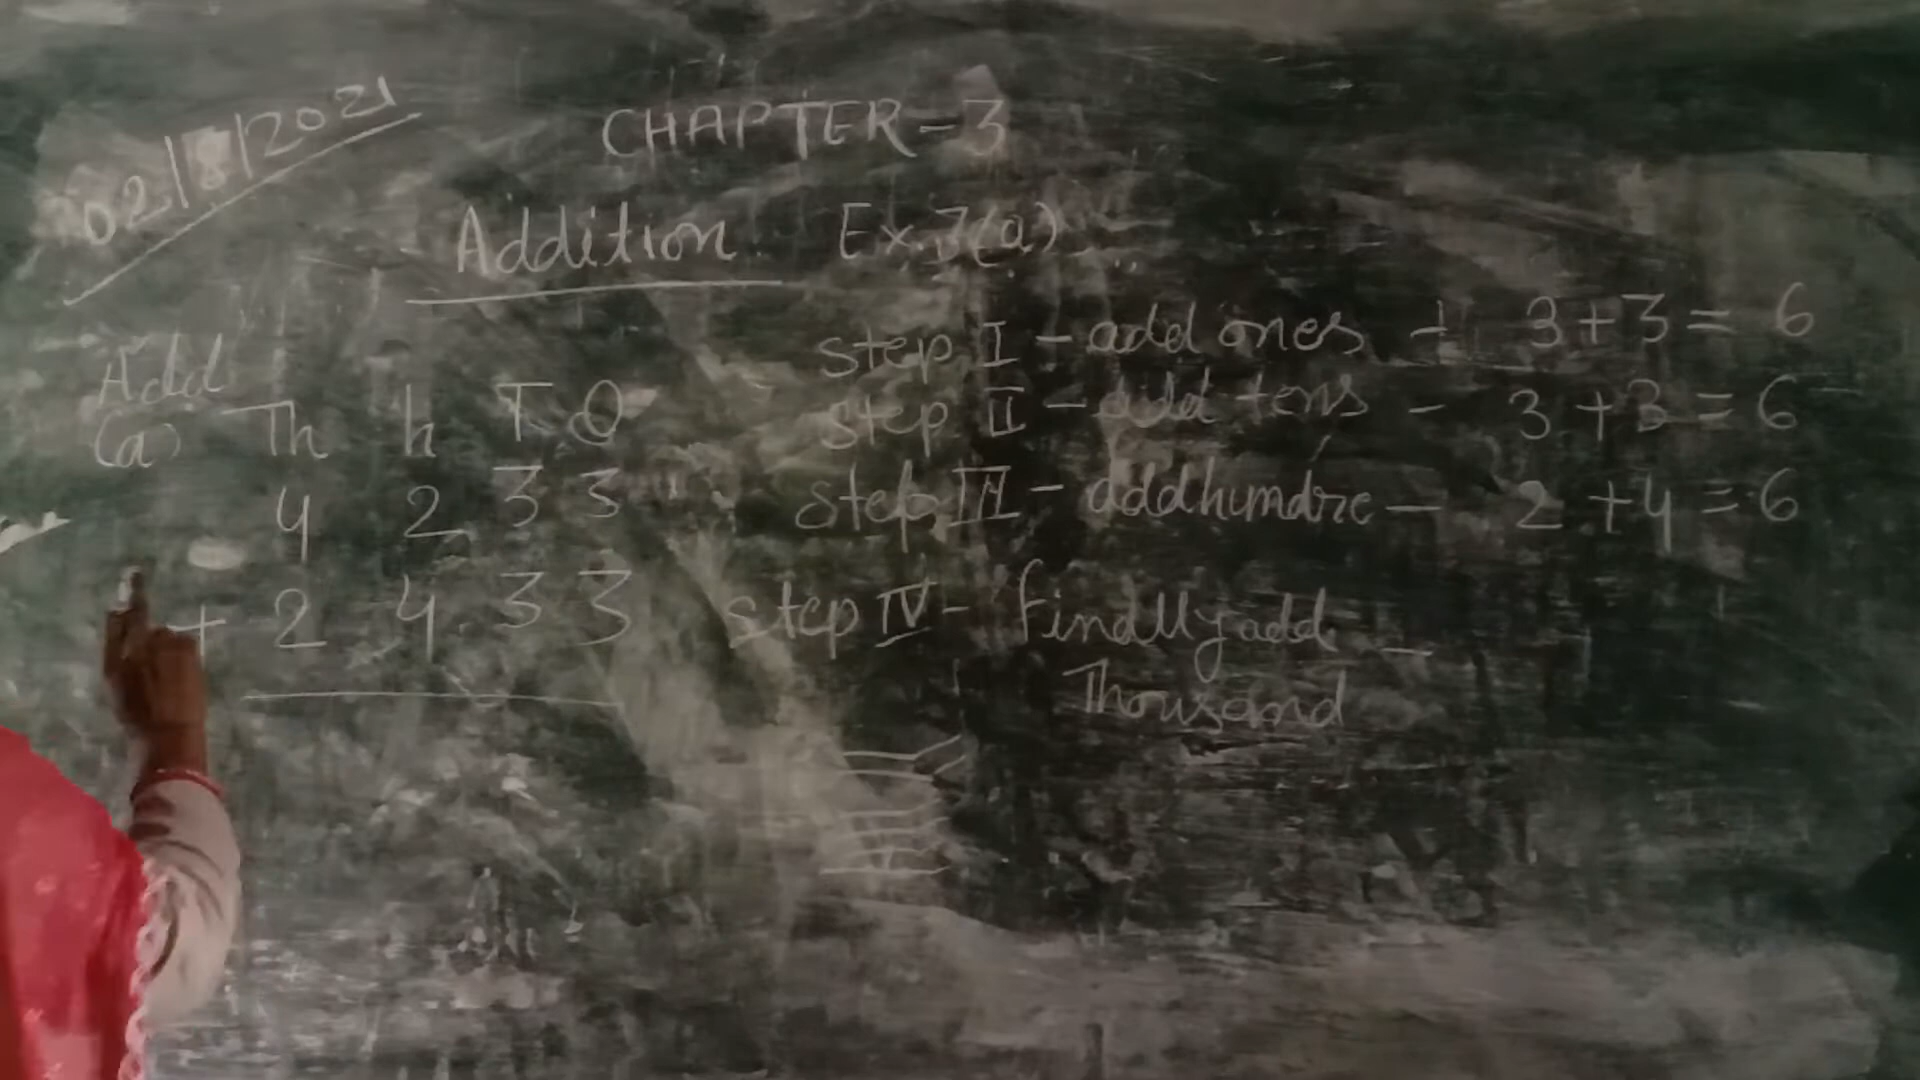 02/8/2021
CHAPTER-3
Addition Ex.7(a)
Add
(a) Th h T O
4 2 3 3
+ 2 4 3 3
step I - add ones - 3+3=6
step II - add tens - 3+3=6
step III - addhundre - 2+4=6
step IV - Finally add -
Thousand